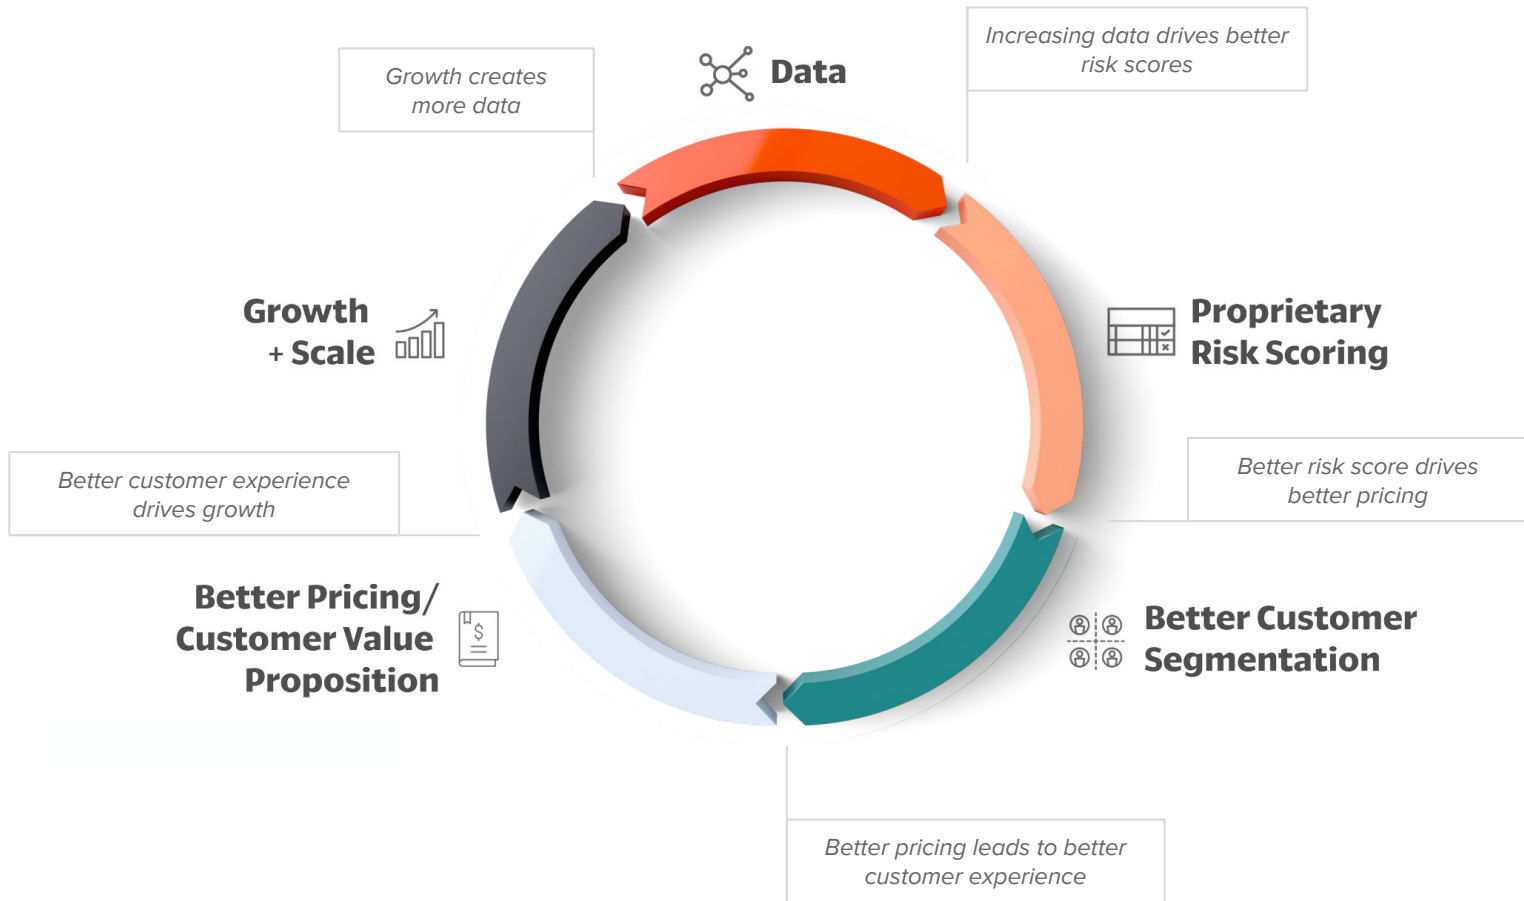 Growth creates
more data
Data
Increasing data drives better
risk scores
Growth
+ Scale
Proprietary
Risk Scoring
Better customer experience
drives growth
Better risk score drives
better pricing
Better Pricing/
Customer Value
Proposition
$
Better Customer
Segmentation
Better pricing leads to better
customer experience